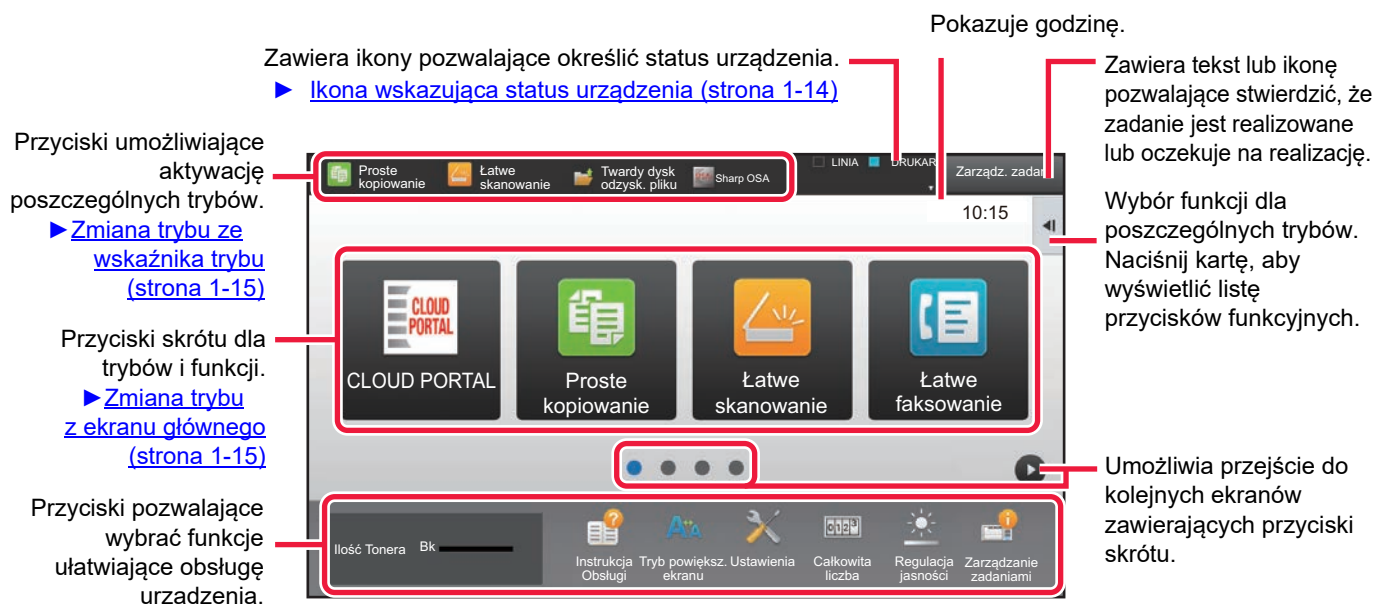 Pokazuje godzinę.
Zawiera ikony pozwalające określić status urządzenia.
► Ikona wskazująca status urządzenia (strona 1-14)
Zawiera tekst lub ikonę
pozwalające stwierdzić, że
zadanie jest realizowane
lub oczekuje na realizację.
Przyciski umożliwiające
aktywację
poszczególnych trybów.
►Zmiana trybu ze
wskaźnika trybu
(strona 1-15)
Proste
kopiowanie
Łatwe
skanowanie
Twardy dysk
odzysk. pliku
Sharp OSA
LINIA
DRUKAR
Zarządz. zadan
10:15
Wybór funkcji dla
poszczególnych trybów.
Naciśnij kartę, aby
wyświetlić listę
przycisków funkcyjnych.
Przyciski skrótu dla
trybów i funkcji.
►Zmiana trybu
z ekranu głównego
(strona 1-15)
CLOUD
PORTAL
CLOUD PORTAL
Proste
kopiowanie
Łatwe
skanowanie
Łatwe
faksowanie
Umożliwia przejście do
kolejnych ekranów
zawierających przyciski
skrótu.
Przyciski pozwalające
wybrać funkcje
ułatwiające obsługę
urzadzenia.
Ilość Tonera Bk
Instrukcja
Obsługi
Tryb powiększ.
ekranu
Ustawienia
Całkowita
liczba
Regulacja
jasności
Zarządzanie
zadaniami